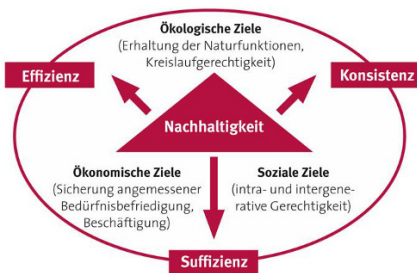 Ökologische Ziele
(Erhaltung der Naturfunktionen,
Kreislaufgerechtigkeit)
Effizienz
Konsistenz
Nachhaltigkeit
Ökonomische Ziele
(Sicherung angemessener
Bedürfnisbefriedigung,
Beschäftigung)
Soziale Ziele
(intra- und intergene-
rative Gerechtigkeit)
Suffizienz